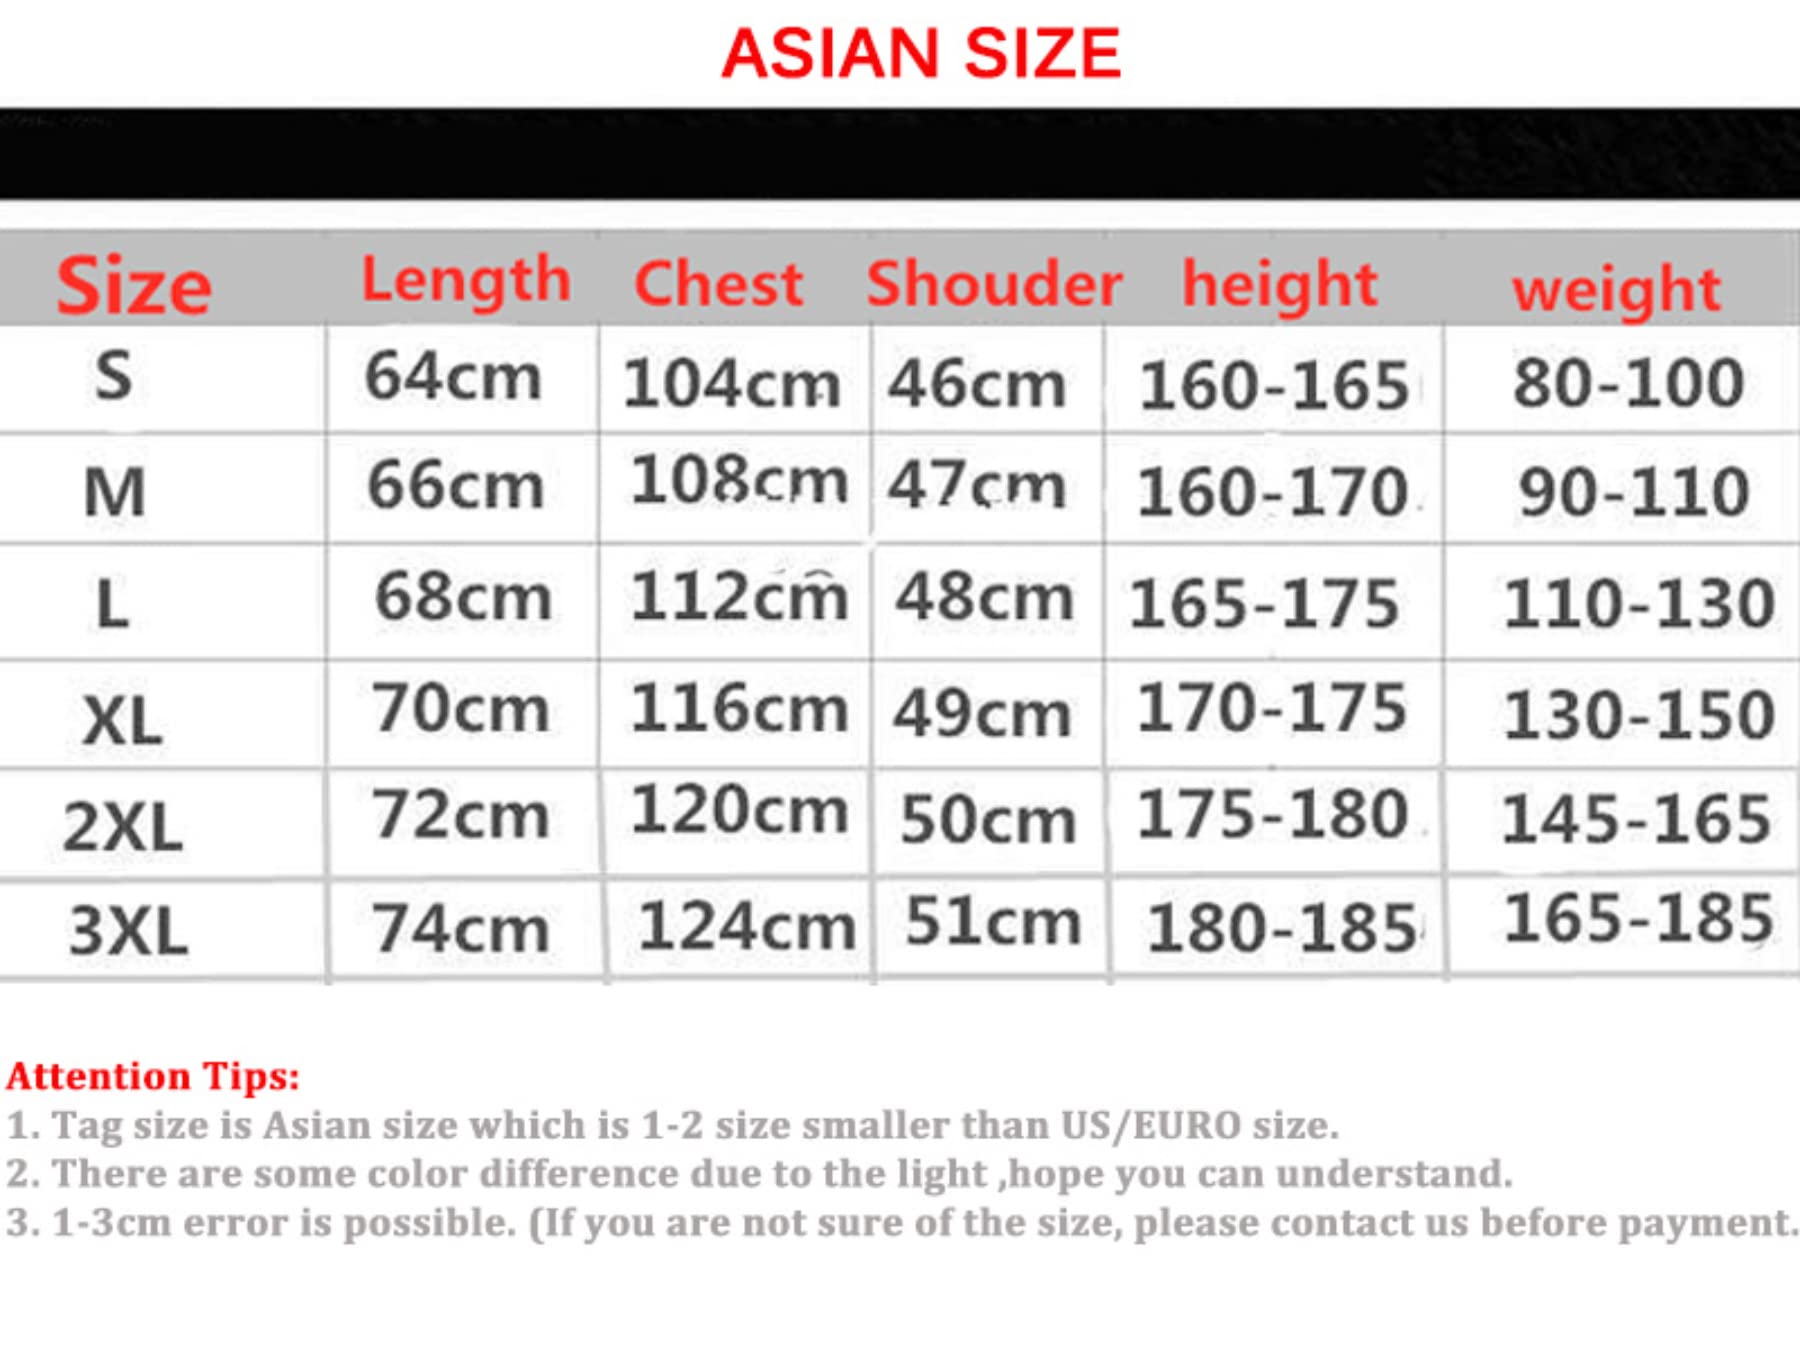 ASIAN SIZE
Size Length Chest Shouder height weight
S 64cm 104cm 46cm 160-165 80-100
M 66cm 108cm 47cm 160-170 90-110
L 68cm 112cm 48cm 165-175 110-130
XL 70cm 116cm 49cm 170-175 130-150
2XL 72cm 120cm 50cm 175-180 145-165
3XL 74cm 124cm 51cm 180-185 165-185
Attention Tips:
1. Tag size is Asian size which is 1-2 size smaller than US/EURO size.
2. There are some color difference due to the light ,hope you can understand.
3. 1-3cm error is possible. (If you are not sure of the size, please contact us before payment.